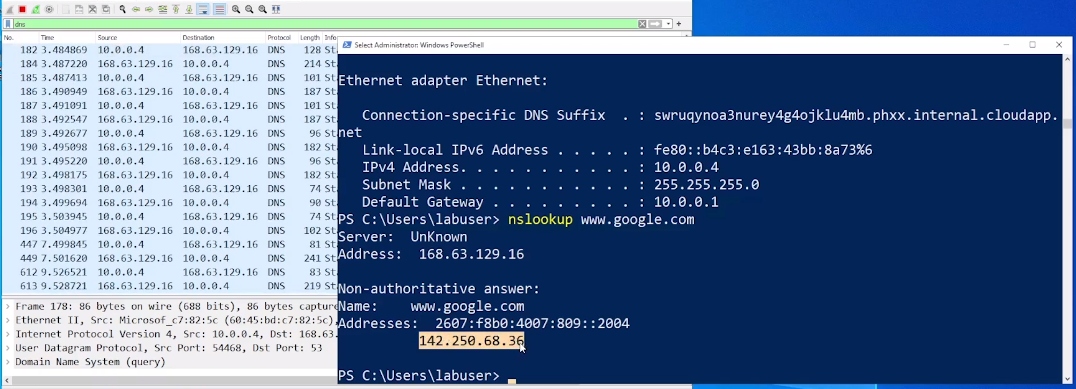 dns
No. Time Source Destination Protocol Length Info
182 3.484869 10.0.0.4 168.63.129.16 DNS 128 St
184 3.487220 168.63.129.16 10.0.0.4 DNS 214 St
185 3.487413 10.0.0.4 168.63.129.16 DNS 101 St
186 3.490949 168.63.129.16 10.0.0.4 DNS 187 St
187 3.491091 10.0.0.4 168.63.129.16 DNS 101 St
188 3.492547 168.63.129.16 10.0.0.4 DNS 187 St
189 3.492677 10.0.0.4 168.63.129.16 DNS 96 St
190 3.495098 168.63.129.16 10.0.0.4 DNS 182 St
191 3.495220 10.0.0.4 168.63.129.16 DNS 96 St
192 3.498175 168.63.129.16 10.0.0.4 DNS 182 St
193 3.498301 10.0.0.4 168.63.129.16 DNS 74 St
194 3.499694 168.63.129.16 10.0.0.4 DNS 90 St
195 3.503945 10.0.0.4 168.63.129.16 DNS 74 St
196 3.504977 168.63.129.16 10.0.0.4 DNS 102 St
447 7.499845 10.0.0.4 168.63.129.16 DNS 81 St
449 7.501620 168.63.129.16 10.0.0.4 DNS 241 St
612 9.526521 10.0.0.4 168.63.129.16 DNS 83 St
613 9.528721 168.63.129.16 10.0.0.4 DNS 219 St
Frame 178: 86 bytes on wire (688 bits), 86 bytes capture
Ethernet II, Src: Microsof_c7:82:5c (60:45:bd:c7:82:5c)
Internet Protocol Version 4, Src: 10.0.0.4, Dst: 168.63
User Datagram Protocol, Src Port: 54468, Dst Port: 53
Domain Name System (query)
Select Administrator: Windows PowerShell
Ethernet adapter Ethernet:
Connection-specific DNS Suffix . : swruqynoa3nurey4g4ojklu4mb.phxx.internal.cloudapp.
net
Link-local IPv6 Address . . . . . : fe80::b4c3:e163:43bb:8a73%6
IPv4 Address. . . . . . . . . . . : 10.0.0.4
Subnet Mask . . . . . . . . . . . : 255.255.255.0
Default Gateway . . . . . . . . . : 10.0.0.1
PS C:\Users\labuser> nslookup www.google.com
Server: UnKnown
Address: 168.63.129.16
Non-authoritative answer:
Name: www.google.com
Addresses: 2607:f8b0:4007:809::2004
142.250.68.36
PS C:\Users\labuser>